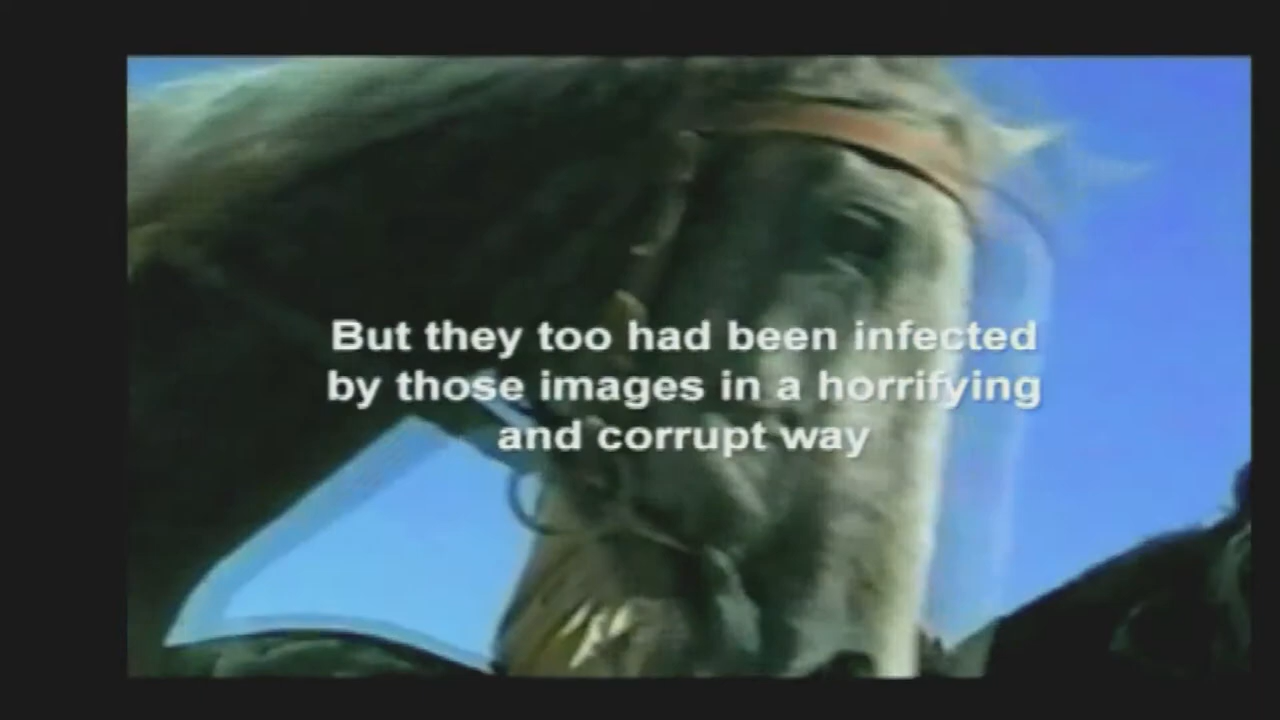 But they too had been infected
by those images in a horrifying
and corrupt way